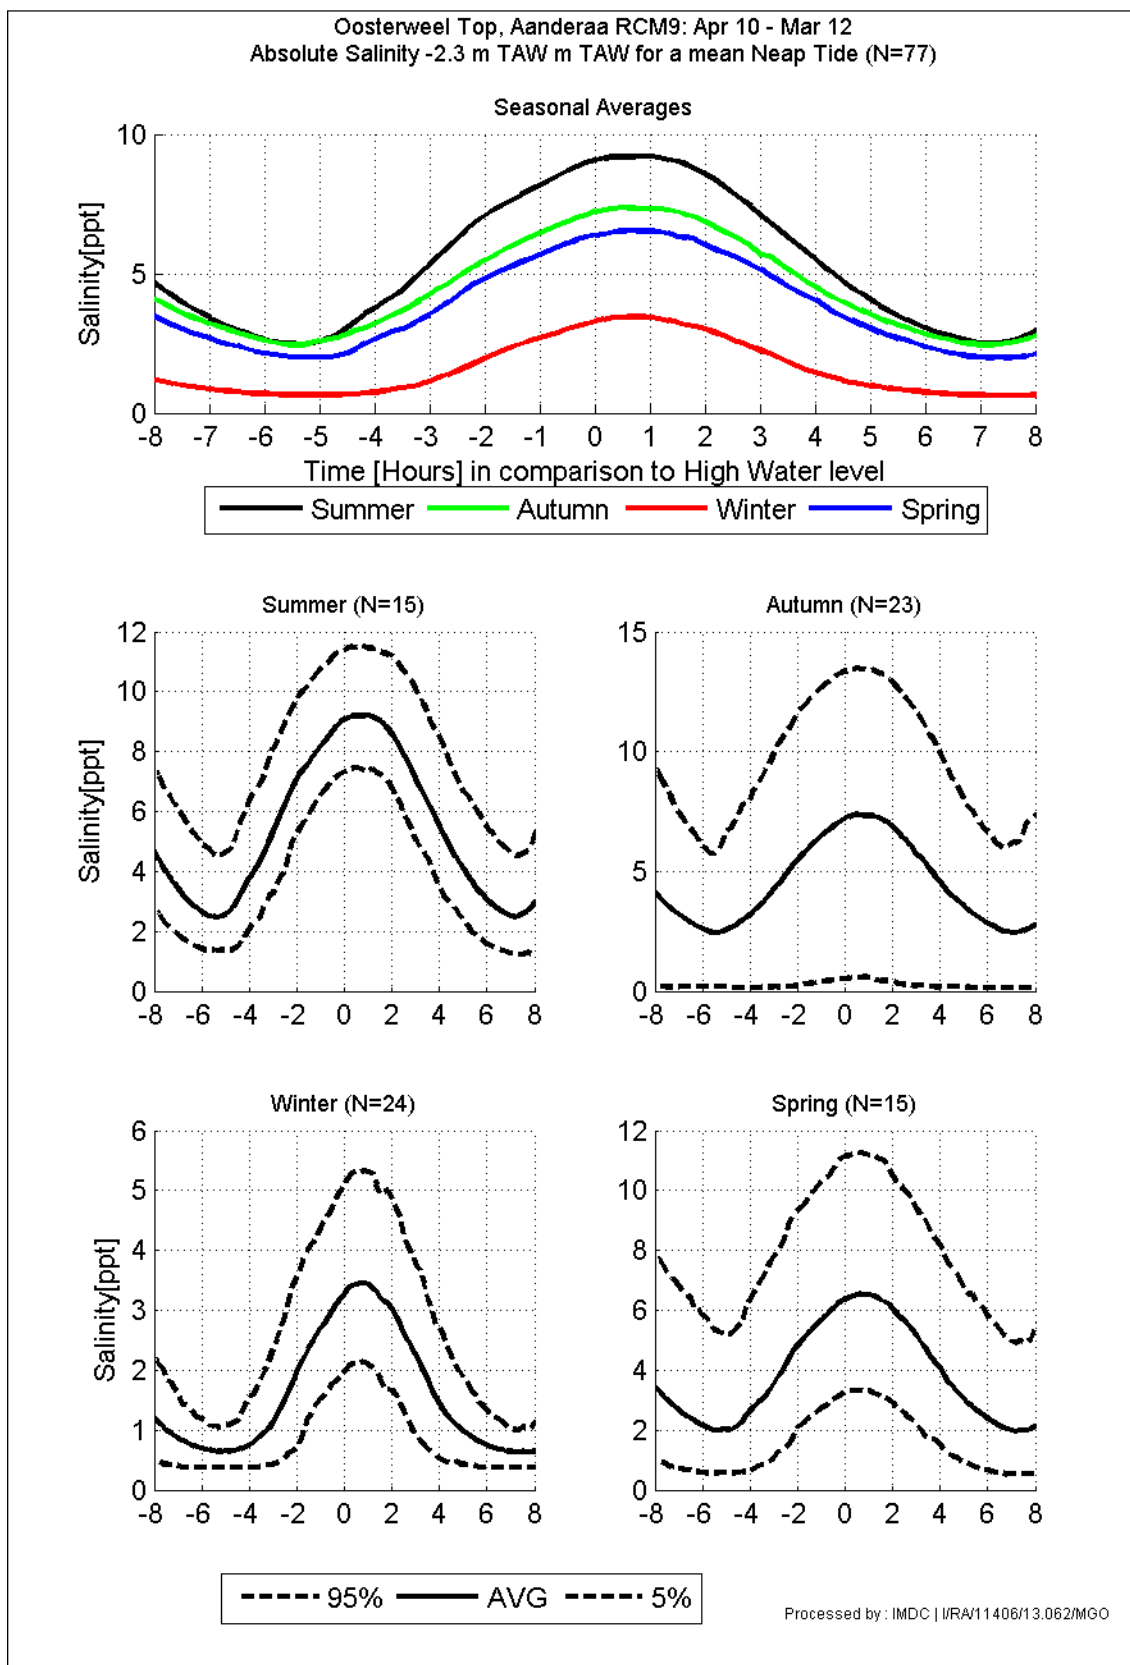 Oosterweel Top, Aanderaa RCM9: Apr 10 - Mar 12
Absolute Salinity -2.3 m TAW m TAW for a mean Neap Tide (N=77)
Seasonal Averages
10
5
0
Salinity[ppt]
-8 -7 -6 -5 -4 -3 -2 -1 0 1 2 3 4 5 6 7 8
Time [Hours] in comparison to High Water level
Summer Autumn Winter Spring
Summer (N=15)
12
10
8
6
4
2
0
Salinity[ppt]
-8 -6 -4 -2 0 2 4 6 8
Autumn (N=23)
15
10
5
0
-8 -6 -4 -2 0 2 4 6 8
Winter (N=24)
6
5
4
3
2
1
0
Salinity[ppt]
-8 -6 -4 -2 0 2 4 6 8
Spring (N=15)
12
10
8
6
4
2
0
-8 -6 -4 -2 0 2 4 6 8
95% AVG 5%
Processed by : IMDC | I/RA/11406/13.062/MGO